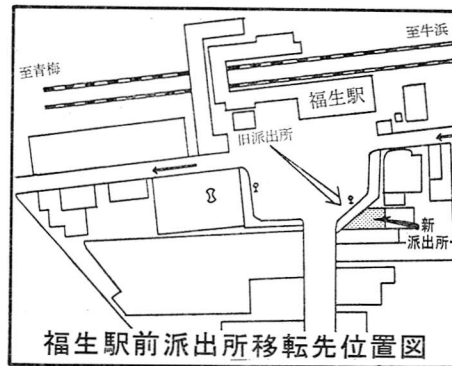 至青梅
至牛浜
福生駅
旧派出所
新
派出所
福生駅前派出所移転先位置図